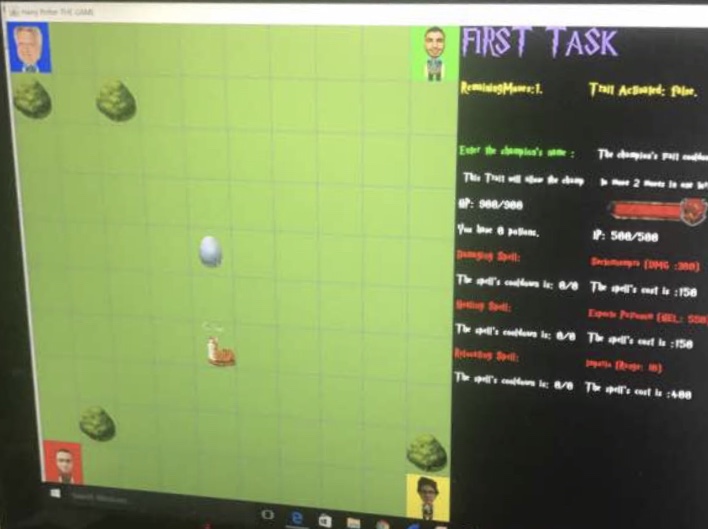 Harry Potter THE GAME
FIRST TASK
RemainingMoves:1. Trait Activated: False.
Enter the champion's name : The champion's trait
This Trait will allow the champ to move 2 moves in one
HP: 900/900
You have 0 potions. IP: 500/500
Damaging Spell: Sectumsempra (DMG :300)
The spell's cooldown is: 0/0 The spell's cost is :150
Healing Spell: Expecto Patronum (HEL: 550
The spell's cooldown is: 0/0 The spell's cost is :150
Relocating Spell: (Range: 10)
The spell's cooldown is: 0/0 The spell's cost is :400
Search Windows